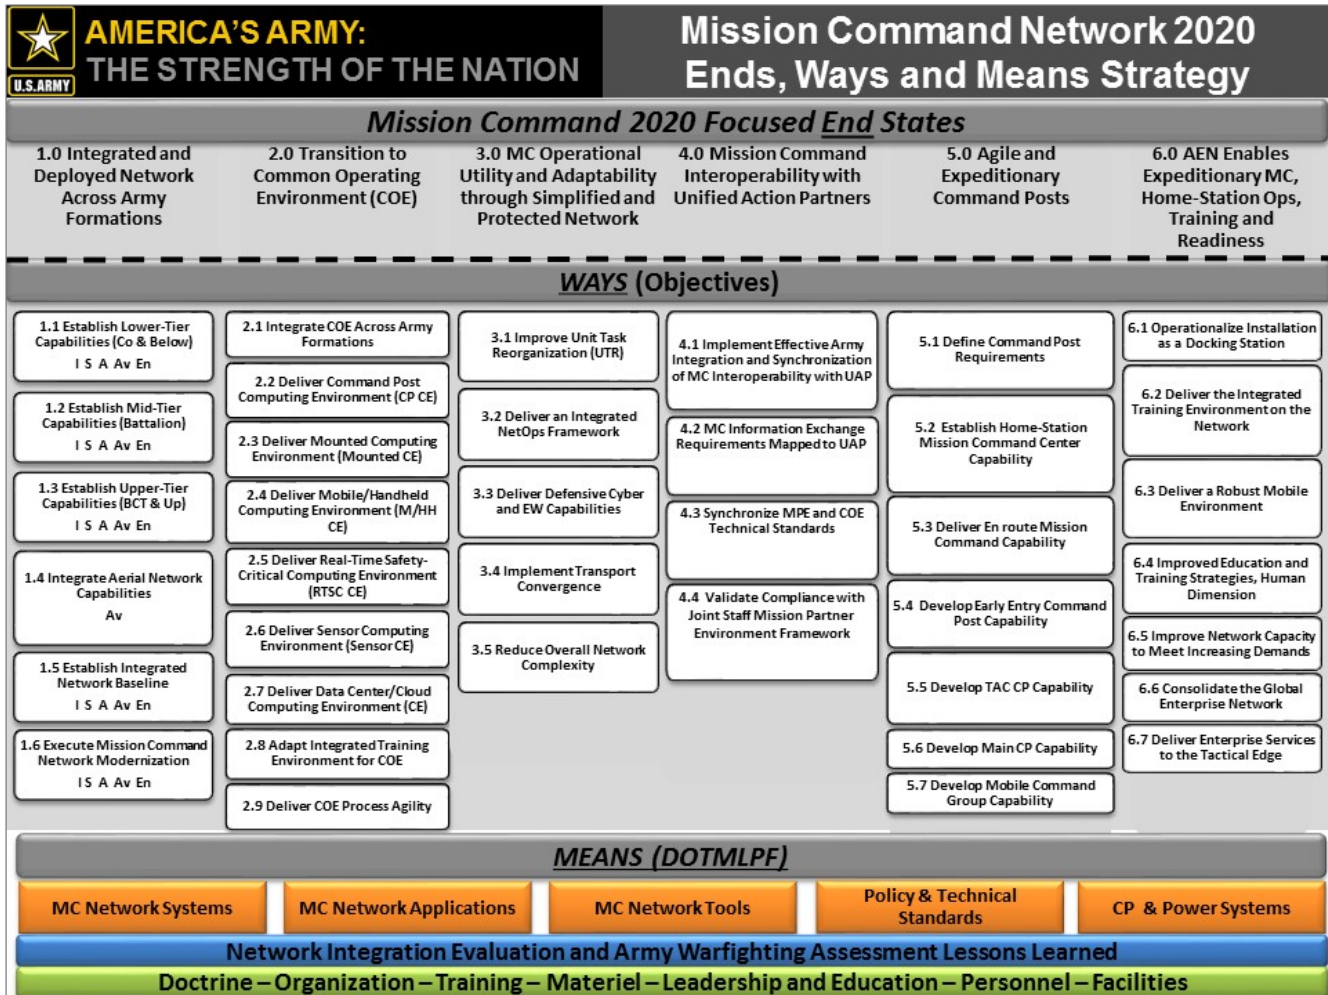 AMERICA'S ARMY:
THE STRENGTH OF THE NATION
U.S.ARMY
Mission Command Network 2020
Ends, Ways and Means Strategy
Mission Command 2020 Focused End States
1.0 Integrated and
Deployed Network
Across Army
Formations
2.0 Transition to
Common Operating
Environment (COE)
3.0 MC Operational
Utility and Adaptability
through Simplified and
Protected Network
4.0 Mission Command
Interoperability with
Unified Action Partners
5.0 Agile and
Expeditionary
Command Posts
6.0 AEN Enables
Expeditionary MC,
Home-Station Ops,
Training and
Readiness
WAYS (Objectives)
1.1 Establish Lower-Tier
Capabilities (Co & Below)
I S A Av En
1.2 Establish Mid-Tier
Capabilities (Battalion)
I S A Av En
1.3 Establish Upper-Tier
Capabilities (BCT & Up)
I S A Av En
1.4 Integrate Aerial Network
Capabilities
Av
1.5 Establish Integrated
Network Baseline
I S A Av En
1.6 Execute Mission Command
Network Modernization
I S A Av En
2.1 Integrate COE Across Army
Formations
2.2 Deliver Command Post
Computing Environment (CP CE)
2.3 Deliver Mounted Computing
Environment (Mounted CE)
2.4 Deliver Mobile/Handheld
Computing Environment (M/HH
CE)
2.5 Deliver Real-Time Safety-
Critical Computing Environment
(RTSC CE)
2.6 Deliver Sensor Computing
Environment (Sensor CE)
2.7 Deliver Data Center/Cloud
Computing Environment (CE)
2.8 Adapt Integrated Training
Environment for COE
2.9 Deliver COE Process Agility
3.1 Improve Unit Task
Reorganization (UTR)
3.2 Deliver an Integrated
NetOps Framework
3.3 Deliver Defensive Cyber
and EW Capabilities
3.4 Implement Transport
Convergence
3.5 Reduce Overall Network
Complexity
4.1 Implement Effective Army
Integration and Synchronization
of MC Interoperability with UAP
4.2 MC Information Exchange
Requirements Mapped to UAP
4.3 Synchronize MPE and COE
Technical Standards
4.4 Validate Compliance with
Joint Staff Mission Partner
Environment Framework
5.1 Define Command Post
Requirements
5.2 Establish Home-Station
Mission Command Center
Capability
5.3 Deliver En route Mission
Command Capability
5.4 Develop Early Entry Command
Post Capability
5.5 Develop TAC CP Capability
5.6 Develop Main CP Capability
5.7 Develop Mobile Command
Group Capability
6.1 Operationalize Installation
as a Docking Station
6.2 Deliver the Integrated
Training Environment on the
Network
6.3 Deliver a Robust Mobile
Environment
6.4 Improved Education and
Training Strategies, Human
Dimension
6.5 Improve Network Capacity
to Meet Increasing Demands
6.6 Consolidate the Global
Enterprise Network
6.7 Deliver Enterprise Services
to the Tactical Edge
MEANS (DOTMLPF)
MC Network Systems
MC Network Applications
MC Network Tools
Policy & Technical
Standards
CP & Power Systems
Network Integration Evaluation and Army Warfighting Assessment Lessons Learned
Doctrine – Organization – Training – Materiel – Leadership and Education – Personnel – Facilities